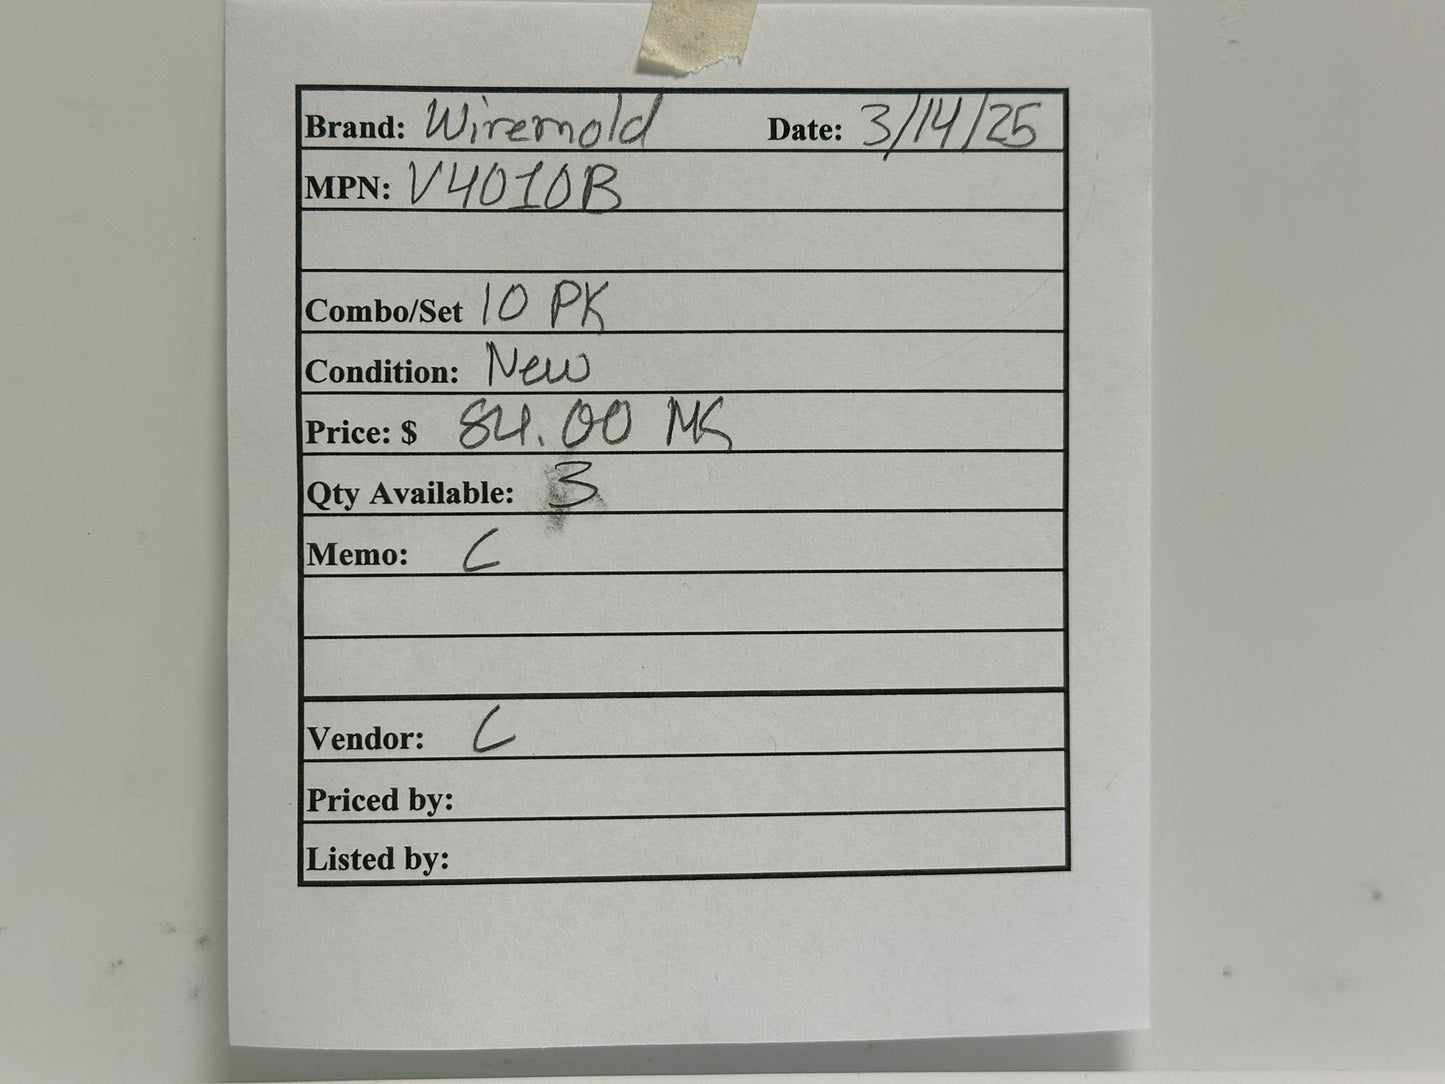 Brand: Wiremold Date: 3/14/25
MPN: V4010B
Combo/Set 10 PK
Condition: New
Price: $ 84.00 MS
Qty Available: 3
Memo: C
Vendor: C
Priced by:
Listed by: